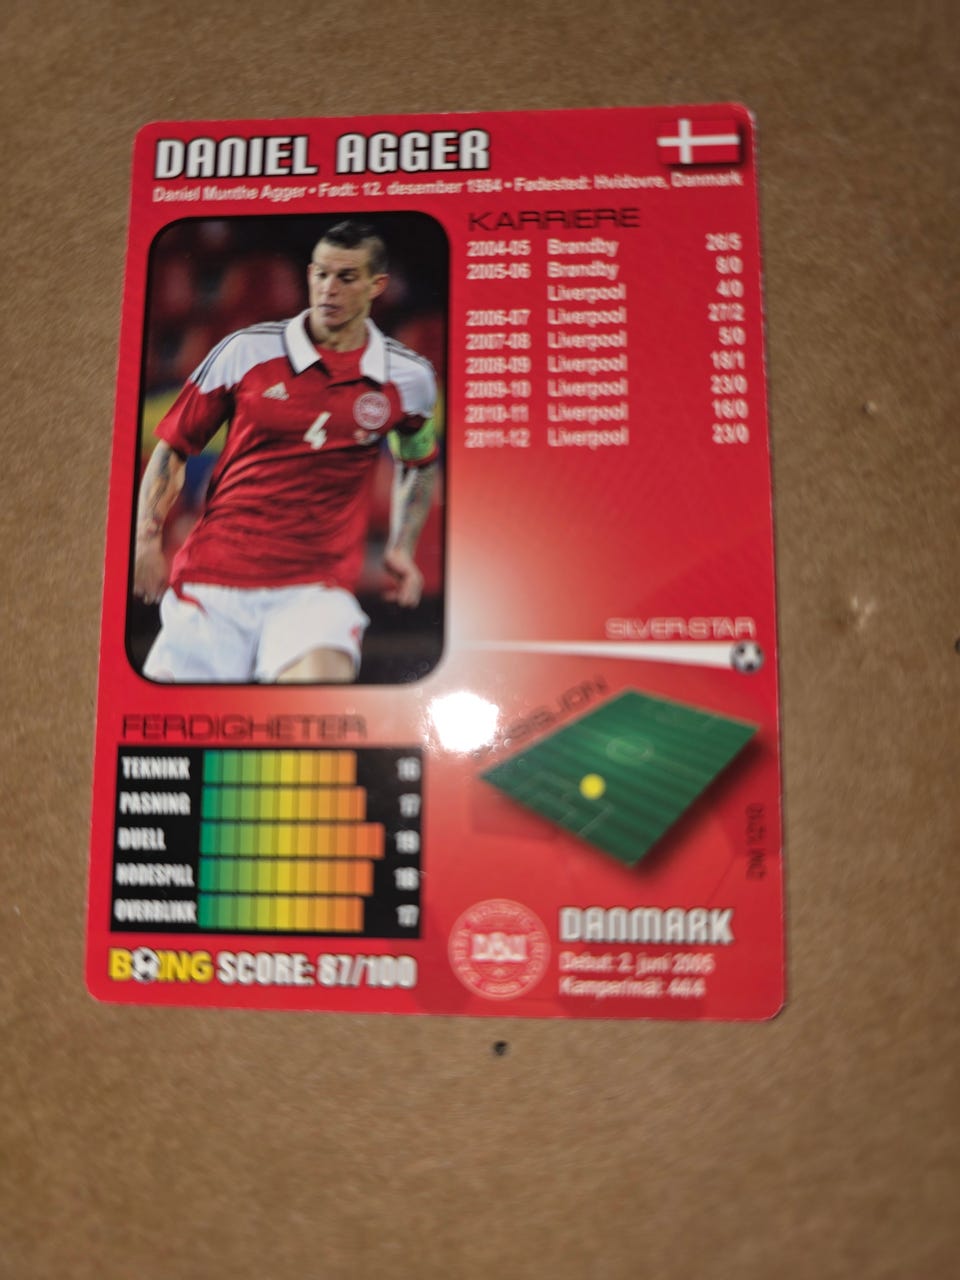 DANIEL AGGER
Daniel Munthe Agger • Født: 12. desember 1984 • Fødested: Hvidovre, Danmark
KARRIERE
2004-05 Brøndby 26/5
2005-06 Brøndby 8/0
Liverpool 4/0
2006-07 Liverpool 27/2
2007-08 Liverpool 5/0
2008-09 Liverpool 18/1
2009-10 Liverpool 23/0
2010-11 Liverpool 16/0
2011-12 Liverpool 23/0
4
SILVER STAR
FERDIGHETER
TEKNIKK 16
PASNING 17
DUELL 19
HODESPILL 18
OVERBLIKK 17
BOING SCORE: 87/100
DBU
DANMARK
Debut: 2. juni 2005
Kamper/mål: 44/4